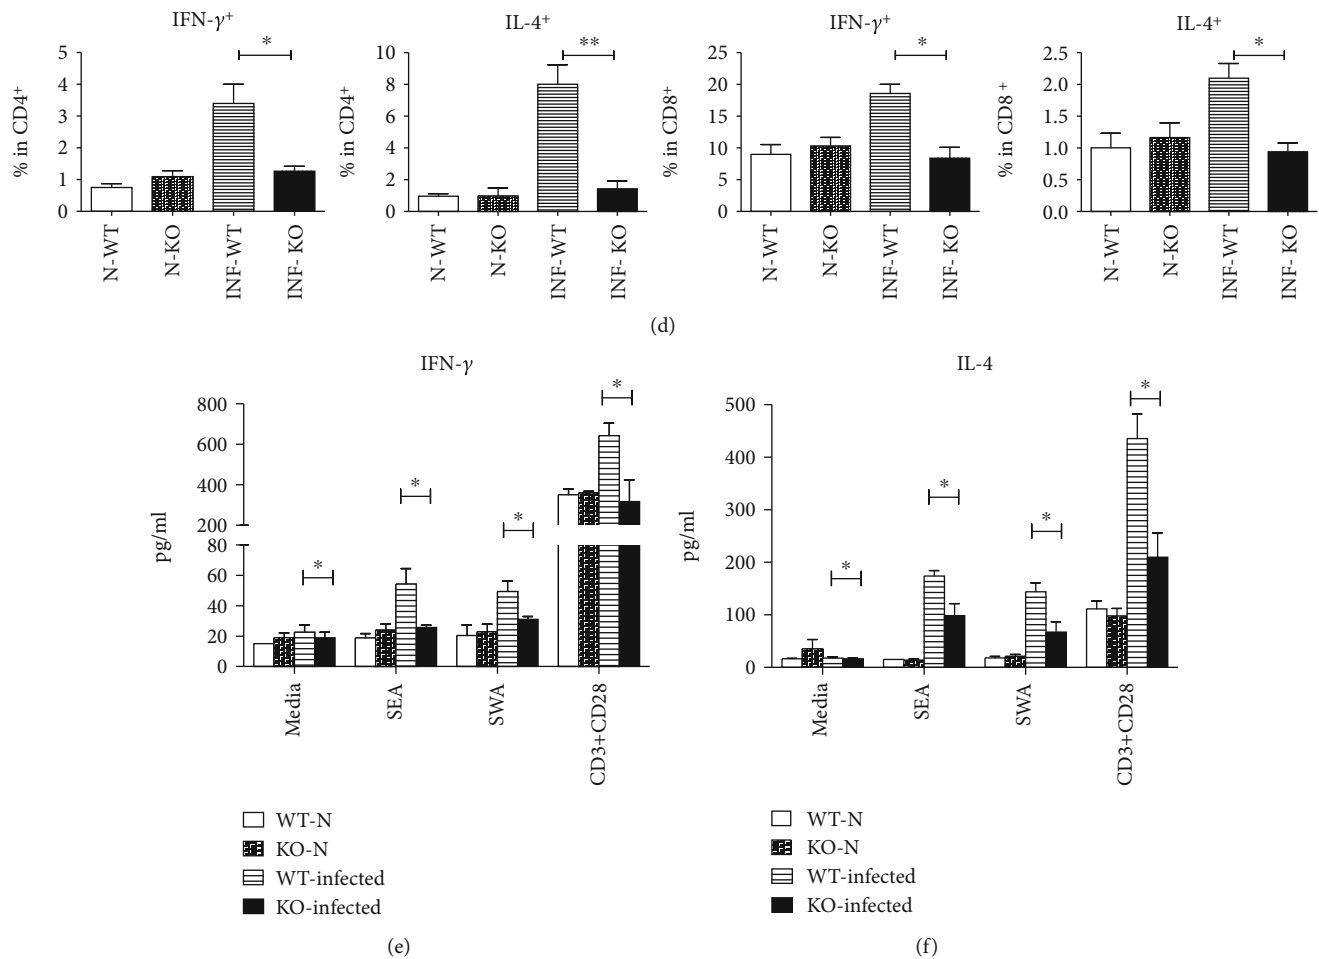 IFN-γ+
*
5
4
3
2
1
0
% in CD4+
N-WT
N-KO
INF-WT
INF- KO
IL-4+
**
10
8
6
4
2
0
% in CD4+
N-WT
N-KO
INF-WT
INF- KO
IFN-γ+
*
25
20
15
10
5
0
% in CD8+
N-WT
N-KO
INF-WT
INF- KO
IL-4+
*
2.5
2.0
1.5
1.0
0.5
0.0
% in CD8+
N-WT
N-KO
INF-WT
INF- KO
(d)
IFN-γ
800
600
400
200
80
60
40
20
0
pg/ml
*
*
*
*
Media
SEA
SWA
CD3+CD28
WT-N
KO-N
WT-infected
KO-infected
(e)
IL-4
500
400
300
200
100
0
pg/ml
*
*
*
*
Media
SEA
SWA
CD3+CD28
WT-N
KO-N
WT-infected
KO-infected
(f)